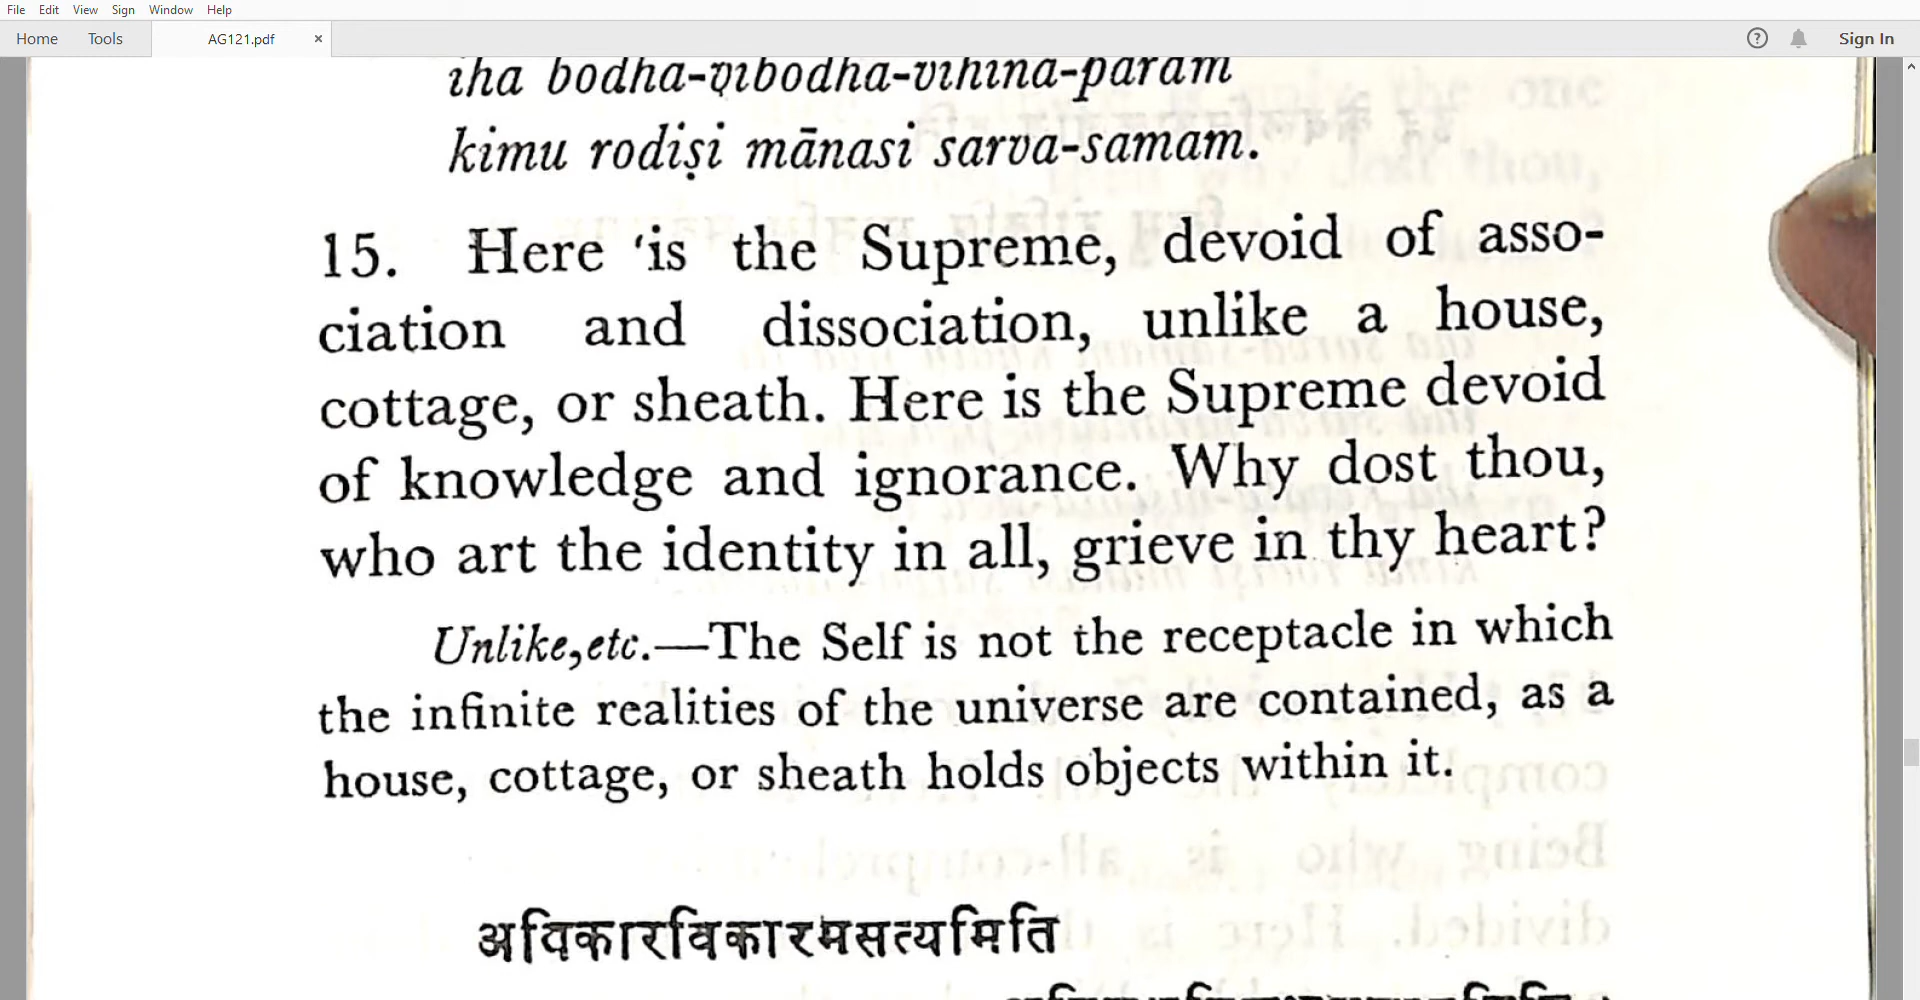 File Edit View Sign Window Help
Home Tools AG121.pdf × ? Sign In
iha bodha-vibodha-vihīna-paraṁ
kimu rodiṣi mānasi sarva-samam.
15. Here 'is the Supreme, devoid of asso-
ciation and dissociation, unlike a house,
cottage, or sheath. Here is the Supreme devoid
of knowledge and ignorance. Why dost thou,
who art the identity in all, grieve in thy heart?
Unlike, etc.—The Self is not the receptacle in which
the infinite realities of the universe are contained, as a
house, cottage, or sheath holds objects within it.
अविकारविकारमसत्यमिति